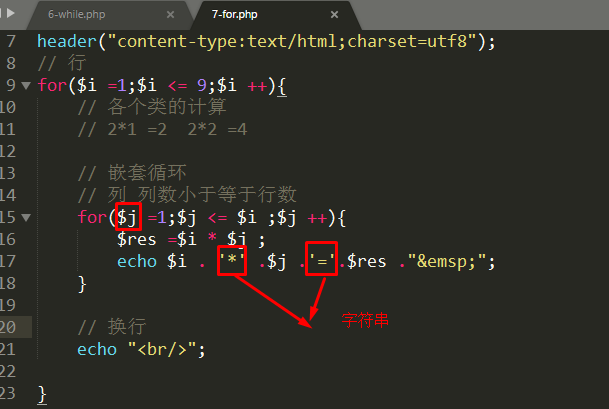 6-while.php × 7-for.php ×
7 header("content-type:text/html;charset=utf8");
8 // 行
9 for($i =1;$i <= 9;$i ++){
10 // 各个类的计算
11 // 2*1 =2  2*2 =4
12
13 // 嵌套循环
14 // 列 列数小于等于行数
15 for($j =1;$j <= $i ;$j ++){
16 $res =$i * $j ;
17 echo $i . '*' .$j .'='.$res ."&emsp;";
18 }
字符串
20 // 换行
21 echo "<br/>";
22
23 }